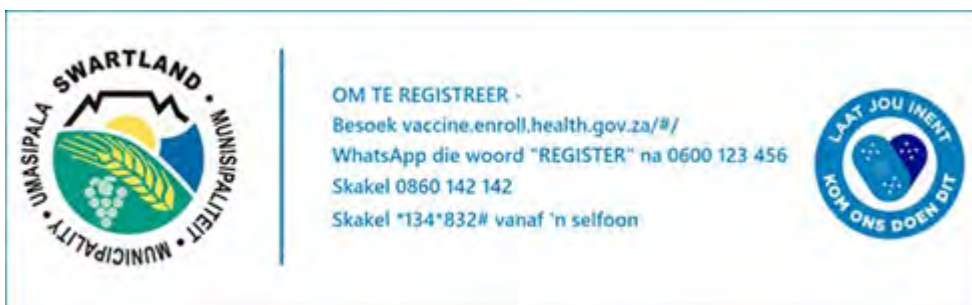 SWARTLAND • MUNISIPALITEIT • MUNICIPALITY • UMASIPALA
OM TE REGISTREER -
Besoek vaccine.enroll.health.gov.za/#/
WhatsApp die woord "REGISTER" na 0600 123 456
Skakel 0860 142 142
Skakel *134*832# vanaf 'n selfoon
LAAT JOU INENT
KOM ONS DOEN DIT